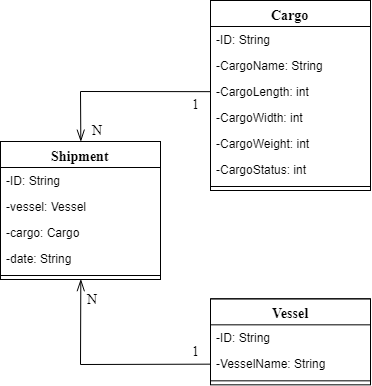 Cargo
-ID: String
-CargoName: String
-CargoLength: int
-CargoWidth: int
-CargoWeight: int
-CargoStatus: int
1
N
Shipment
-ID: String
-vessel: Vessel
-cargo: Cargo
-date: String
N
1
Vessel
-ID: String
-VesselName: String